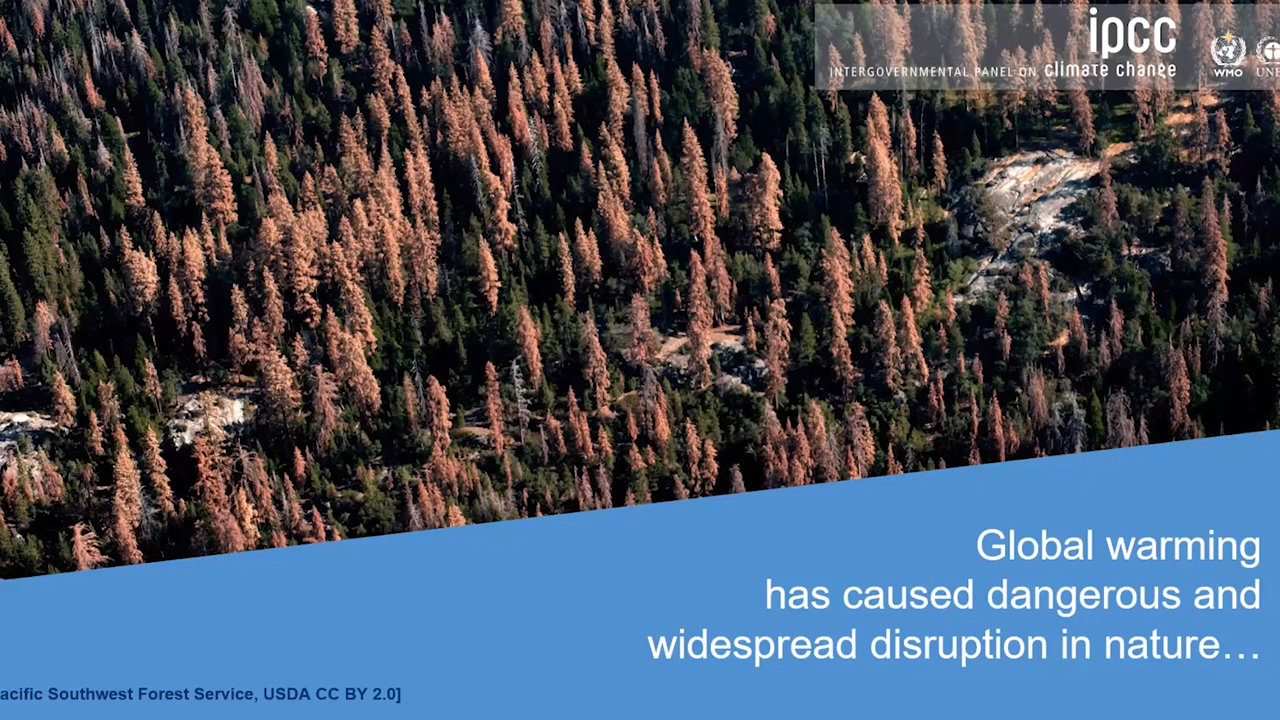 ipcc
INTERGOVERNMENTAL PANEL ON climate change
WMO
UNE
Global warming
has caused dangerous and
widespread disruption in nature…
acific Southwest Forest Service, USDA CC BY 2.0]